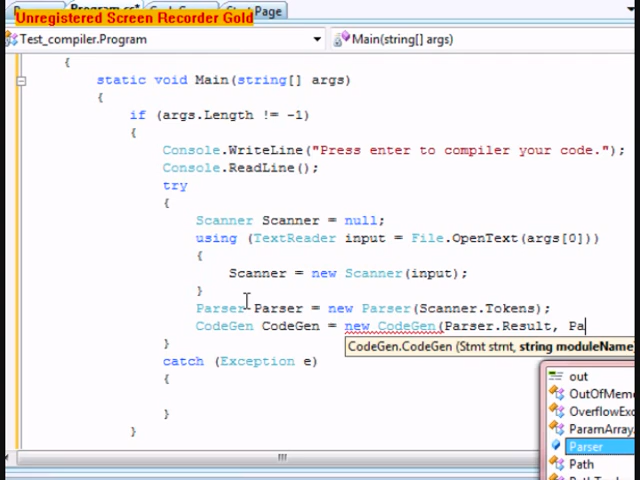 Unregistered Screen Recorder Gold
Program.cs* Page
Test_compiler.Program Main(string[] args)
{
static void Main(string[] args)
{
if (args.Length != -1)
{
Console.WriteLine("Press enter to compiler your code.");
Console.ReadLine();
try
{
Scanner Scanner = null;
using (TextReader input = File.OpenText(args[0]))
{
Scanner = new Scanner(input);
}
Parser Parser = new Parser(Scanner.Tokens);
CodeGen CodeGen = new CodeGen(Parser.Result, Pa
}
CodeGen.CodeGen (Stmt stmt, string moduleName
catch (Exception e)
{
}
}
out
OutOfMem
OverflowExc
ParamArray
Parser
Path